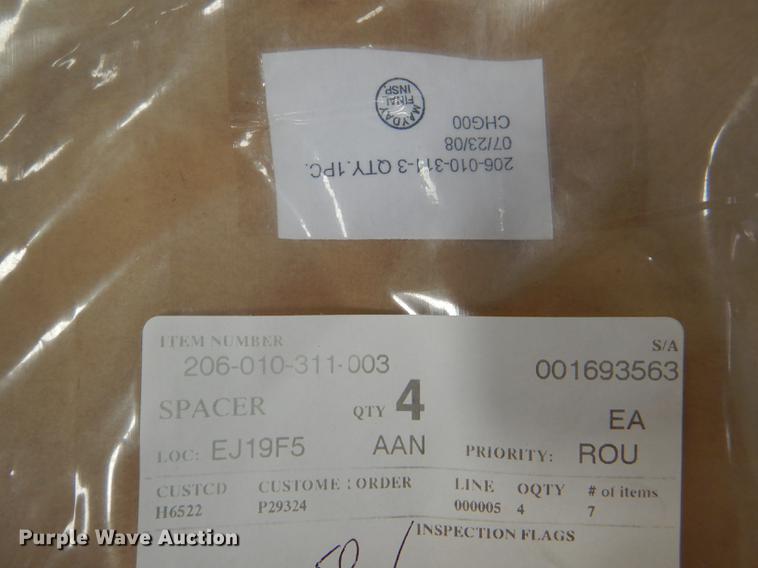 206-010-311-3 QTY.1PC.
07/23/08
CHG00
MAYDAY
FINAL
INSP.
ITEM NUMBER
S/A
206-010-311-003
001693563
SPACER
QTY 4
EA
LOC: EJ19F5
AAN
PRIORITY: ROU
CUSTCD CUSTOME ORDER LINE OQTY # of items
H6522 P29324 000005 4 7
INSPECTION FLAGS
Purple Wave Auction